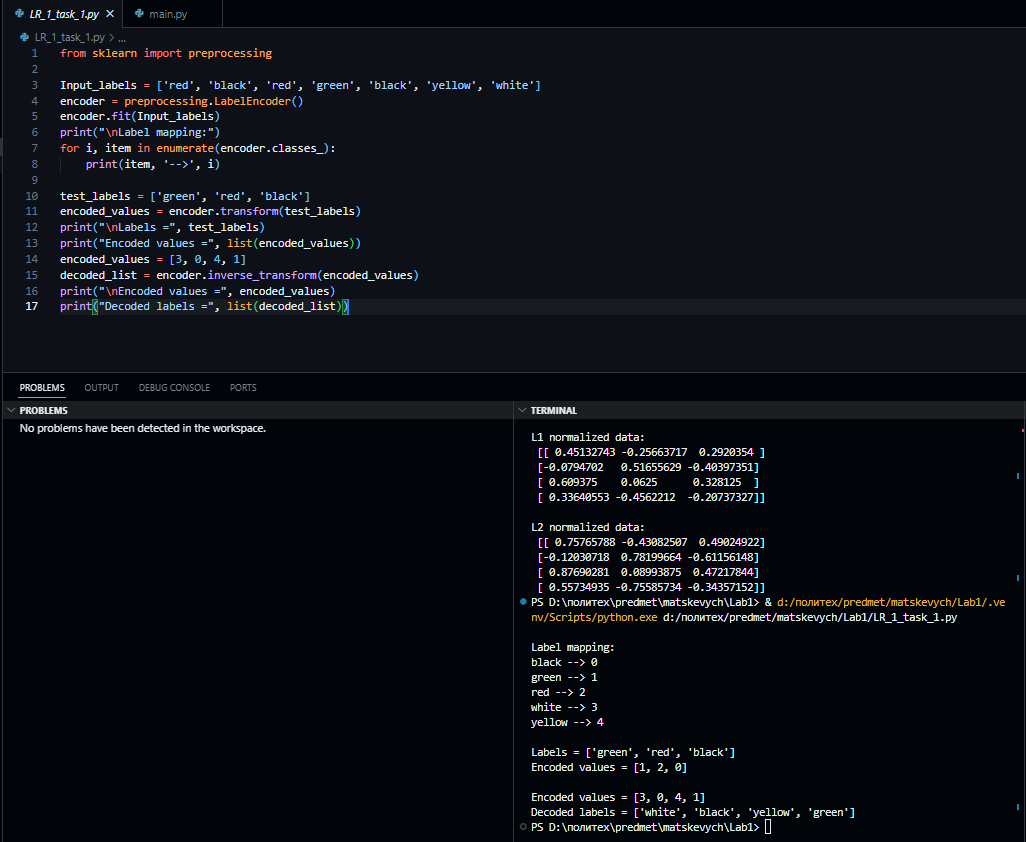 LR_1_task_1.py
main.py
LR_1_task_1.py > ...
1 from sklearn import preprocessing
2
3 Input_labels = ['red', 'black', 'red', 'green', 'black', 'yellow', 'white']
4 encoder = preprocessing.LabelEncoder()
5 encoder.fit(Input_labels)
6 print("\nLabel mapping:")
7 for i, item in enumerate(encoder.classes_):
8     print(item, '-->', i)
9
10 test_labels = ['green', 'red', 'black']
11 encoded_values = encoder.transform(test_labels)
12 print("\nLabels =", test_labels)
13 print("Encoded values =", list(encoded_values))
14 encoded_values = [3, 0, 4, 1]
15 decoded_list = encoder.inverse_transform(encoded_values)
16 print("\nEncoded values =", encoded_values)
17 print("Decoded labels =", list(decoded_list))
PROBLEMS OUTPUT DEBUG CONSOLE PORTS
PROBLEMS
No problems have been detected in the workspace.
TERMINAL
L1 normalized data:
[[ 0.45132743 -0.25663717  0.2920354 ]
[-0.0794702   0.51655629 -0.40397351]
[ 0.609375    0.0625      0.328125  ]
[ 0.33640553 -0.4562212  -0.20737327]]
L2 normalized data:
[[ 0.75765788 -0.43082507  0.49024922]
[-0.12030718  0.78199664 -0.61156148]
[ 0.87690281  0.08993875  0.47217844]
[ 0.55734935 -0.75585734 -0.34357152]]
PS D:\политех\predmet\matskevych\Lab1> & d:/политех/predmet/matskevych/Lab1/.ve
nv/Scripts/python.exe d:/политех/predmet/matskevych/Lab1/LR_1_task_1.py
Label mapping:
black --> 0
green --> 1
red --> 2
white --> 3
yellow --> 4
Labels = ['green', 'red', 'black']
Encoded values = [1, 2, 0]
Encoded values = [3, 0, 4, 1]
Decoded labels = ['white', 'black', 'yellow', 'green']
PS D:\политех\predmet\matskevych\Lab1>